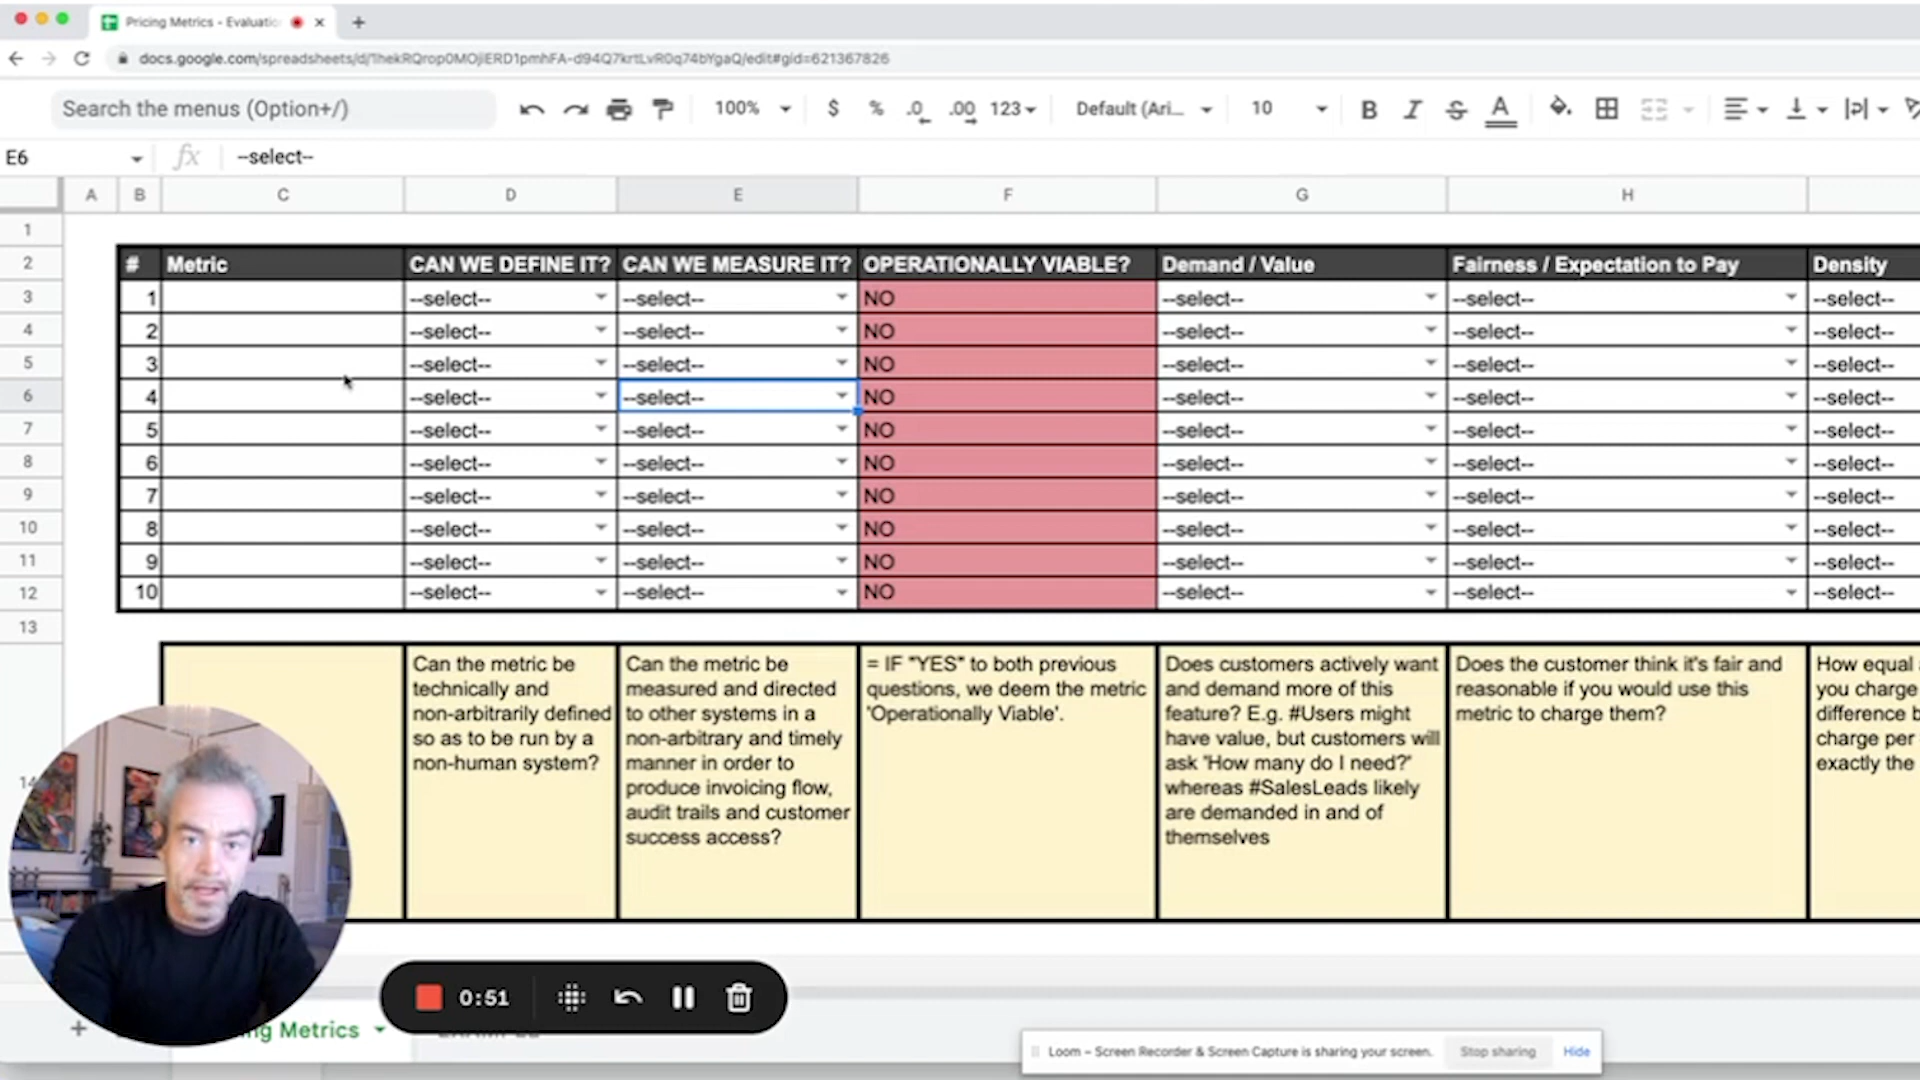 Pricing Metrics - Evaluatio
docs.google.com/spreadsheets/d/1hekRQrop0MOjlERD1pmhFA-d94Q7krtLvR0q74bYgaQ/edit#gid=621367826
Search the menus (Option+/) 100% $ % .0 .00 123 Default (Ari... 10 B I S A
E6 fx --select--
A B C D E F G H
1
2 # Metric CAN WE DEFINE IT? CAN WE MEASURE IT? OPERATIONALLY VIABLE? Demand / Value Fairness / Expectation to Pay Density
3 1 --select-- --select-- NO --select-- --select-- --select--
4 2 --select-- --select-- NO --select-- --select-- --select--
5 3 --select-- --select-- NO --select-- --select-- --select--
6 4 --select-- --select-- NO --select-- --select-- --select--
7 5 --select-- --select-- NO --select-- --select-- --select--
8 6 --select-- --select-- NO --select-- --select-- --select--
9 7 --select-- --select-- NO --select-- --select-- --select--
10 8 --select-- --select-- NO --select-- --select-- --select--
11 9 --select-- --select-- NO --select-- --select-- --select--
12 10 --select-- --select-- NO --select-- --select-- --select--
13
14
Can the metric be
technically and
non-arbitrarily defined
so as to be run by a
non-human system?
Can the metric be
measured and directed
to other systems in a
non-arbitrary and timely
manner in order to
produce invoicing flow,
audit trails and customer
success access?
= IF "YES" to both previous
questions, we deem the metric
'Operationally Viable'.
Does customers actively want
and demand more of this
feature? E.g. #Users might
have value, but customers will
ask 'How many do I need?'
whereas #SalesLeads likely
are demanded in and of
themselves
Does the customer think it's fair and
reasonable if you would use this
metric to charge them?
How equal
you charge
difference b
charge per
exactly the
0:51
ng Metrics
Loom – Screen Recorder & Screen Capture is sharing your screen. Stop sharing Hide